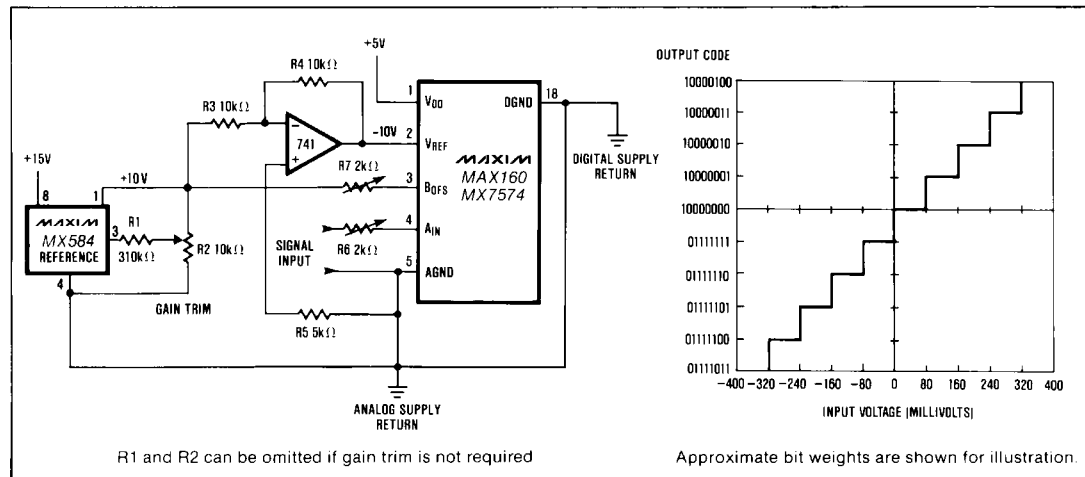 +5V
R4 10kΩ
R3 10kΩ
741
−
+
-10V
+15V
+10V
8
1
MAXIM
MX584
REFERENCE
3
4
R1
310kΩ
R2 10kΩ
GAIN TRIM
R7 2kΩ
SIGNAL
INPUT
R6 2kΩ
R5 5kΩ
1
VDD
2
VREF
3
BOFS
4
AIN
5
AGND
DGND
18
MAXIM
MAX160
MX7574
DIGITAL SUPPLY
RETURN
ANALOG SUPPLY
RETURN
R1 and R2 can be omitted if gain trim is not required
OUTPUT CODE
10000100
10000011
10000010
10000001
10000000
01111111
01111110
01111101
01111100
01111011
−400 −320 −240 −160 −80 0 80 160 240 320 400
INPUT VOLTAGE |MILLIVOLTS|
Approximate bit weights are shown for illustration.